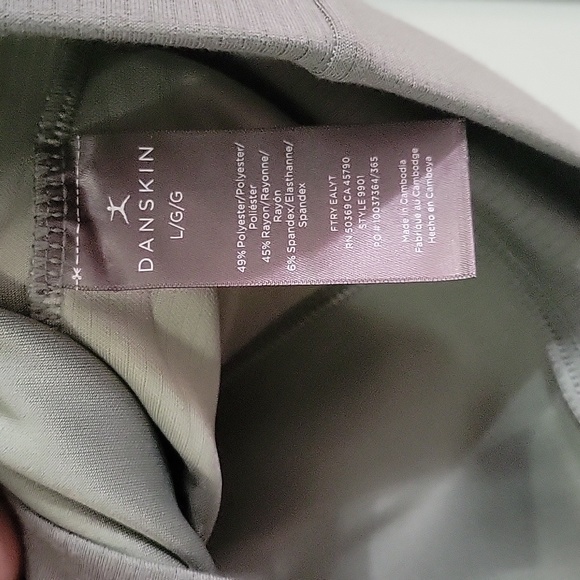 DANSKIN
L/G/G
49% Polyester/Polyester/
Poliéster
45% Rayon/Rayonne/
Rayón
6% Spandex/Elasthanne/
Spandex
FTRY EALYT
RN 50369 CA 45790
STYLE 9901
PO #10037364/365
Made in Cambodia
Fabriqué au Cambodge
Hecho en Camboya